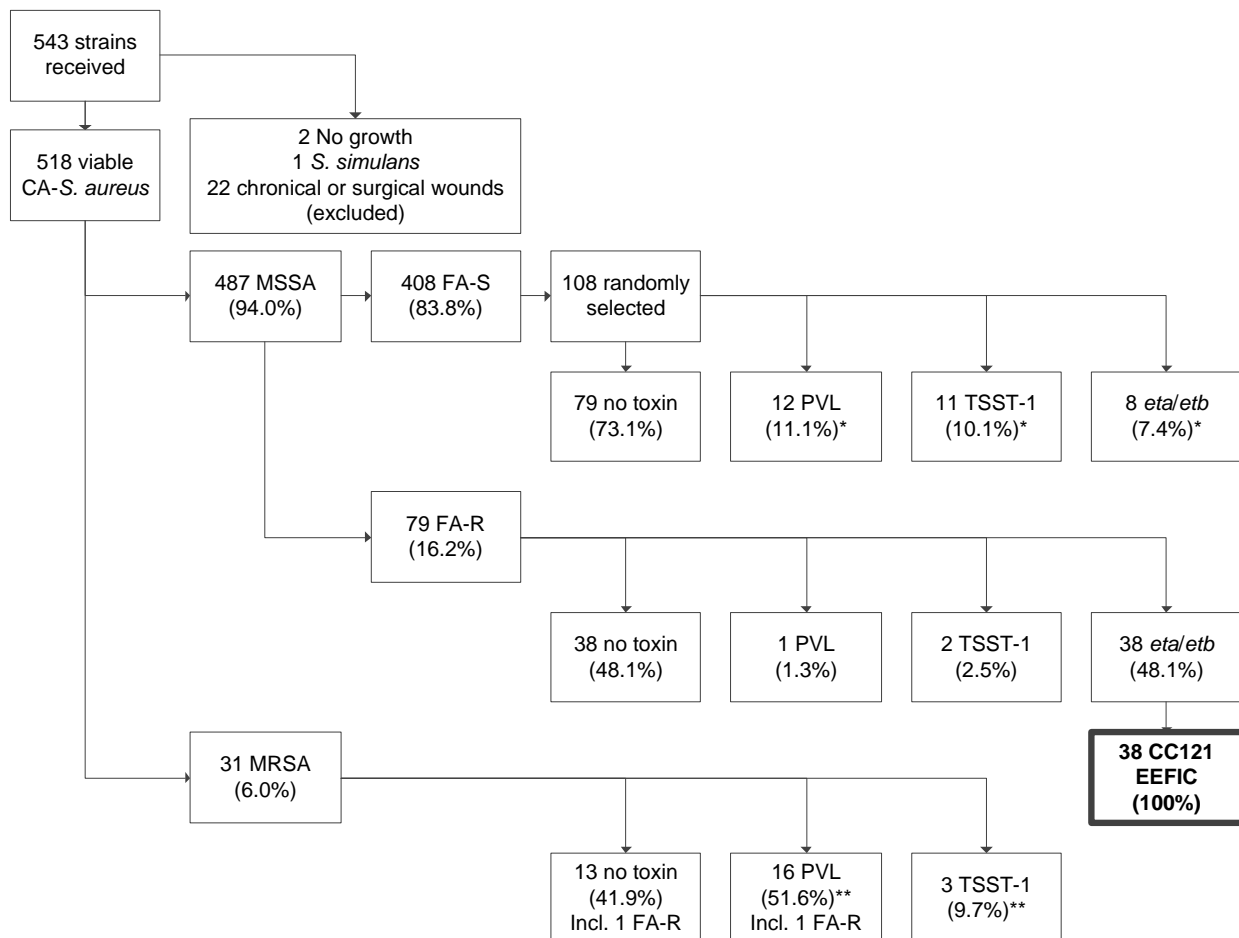 543 strains
received
518 viable
CA-S. aureus
2 No growth
1 S. simulans
22 chronical or surgical wounds
(excluded)
487 MSSA
(94.0%)
408 FA-S
(83.8%)
108 randomly
selected
79 no toxin
(73.1%)
12 PVL
(11.1%)*
11 TSST-1
(10.1%)*
8 eta/etb
(7.4%)*
79 FA-R
(16.2%)
38 no toxin
(48.1%)
1 PVL
(1.3%)
2 TSST-1
(2.5%)
38 eta/etb
(48.1%)
38 CC121
EEFIC
(100%)
31 MRSA
(6.0%)
13 no toxin
(41.9%)
Incl. 1 FA-R
16 PVL
(51.6%)**
Incl. 1 FA-R
3 TSST-1
(9.7%)**